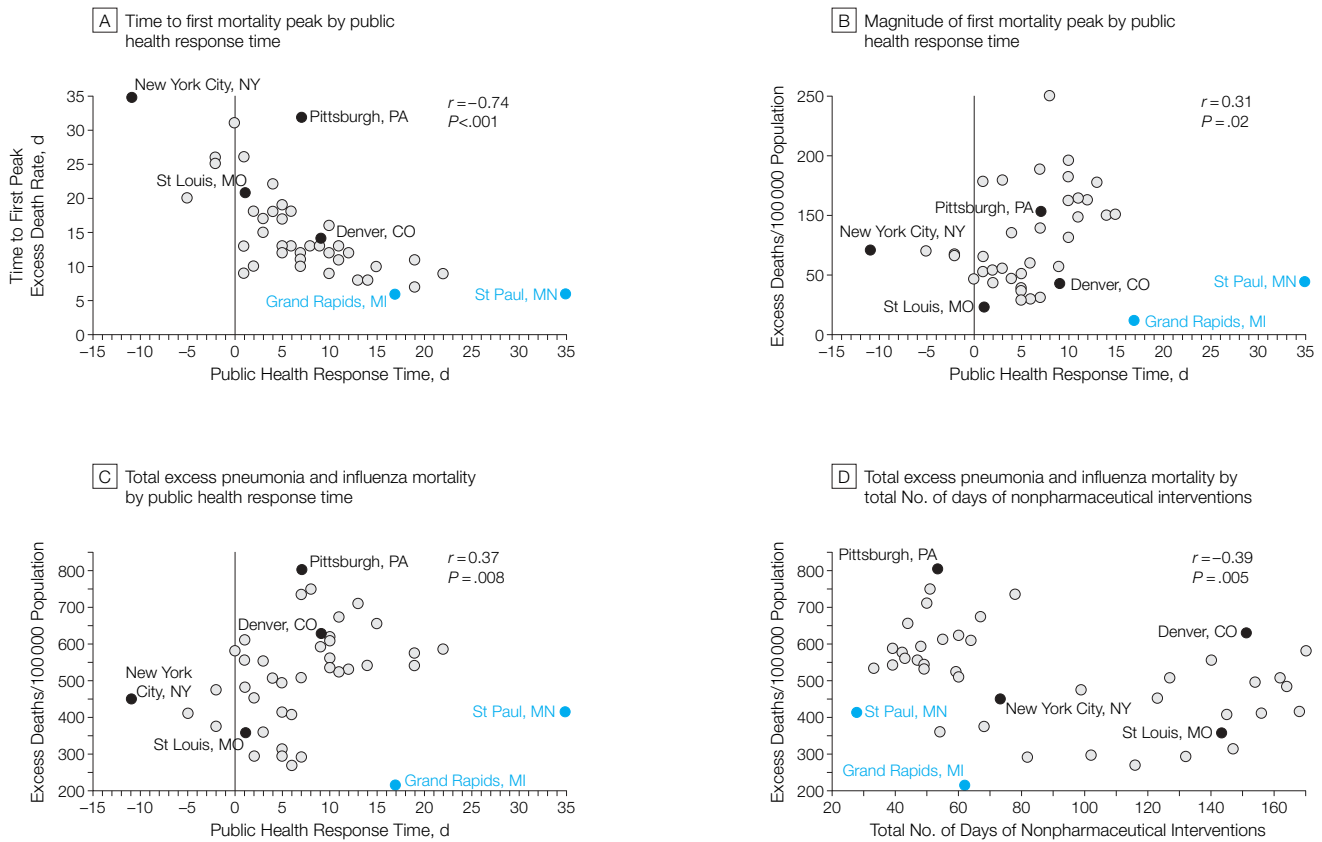 A Time to first mortality peak by public
health response time
New York City, NY
Pittsburgh, PA
r=−0.74
P<.001
St Louis, MO
Denver, CO
Grand Rapids, MI
St Paul, MN
Time to First Peak
Excess Death Rate, d
35
30
25
20
15
10
5
0
−15 −10 −5 0 5 10 15 20 25 30 35
Public Health Response Time, d
B Magnitude of first mortality peak by public
health response time
r=0.31
P=.02
Pittsburgh, PA
New York City, NY
Denver, CO
St Paul, MN
St Louis, MO
Grand Rapids, MI
Excess Deaths/100 000 Population
250
200
150
100
50
0
−15 −10 −5 0 5 10 15 20 25 30 35
Public Health Response Time, d
C Total excess pneumonia and influenza mortality
by public health response time
Pittsburgh, PA
r=0.37
P=.008
Denver, CO
New York
City, NY
St Paul, MN
St Louis, MO
Grand Rapids, MI
Excess Deaths/100 000 Population
800
700
600
500
400
300
200
−15 −10 −5 0 5 10 15 20 25 30 35
Public Health Response Time, d
D Total excess pneumonia and influenza mortality by
total No. of days of nonpharmaceutical interventions
Pittsburgh, PA
r=−0.39
P=.005
Denver, CO
St Paul, MN
New York City, NY
St Louis, MO
Grand Rapids, MI
Excess Deaths/100 000 Population
800
700
600
500
400
300
200
20 40 60 80 100 120 140 160
Total No. of Days of Nonpharmaceutical Interventions